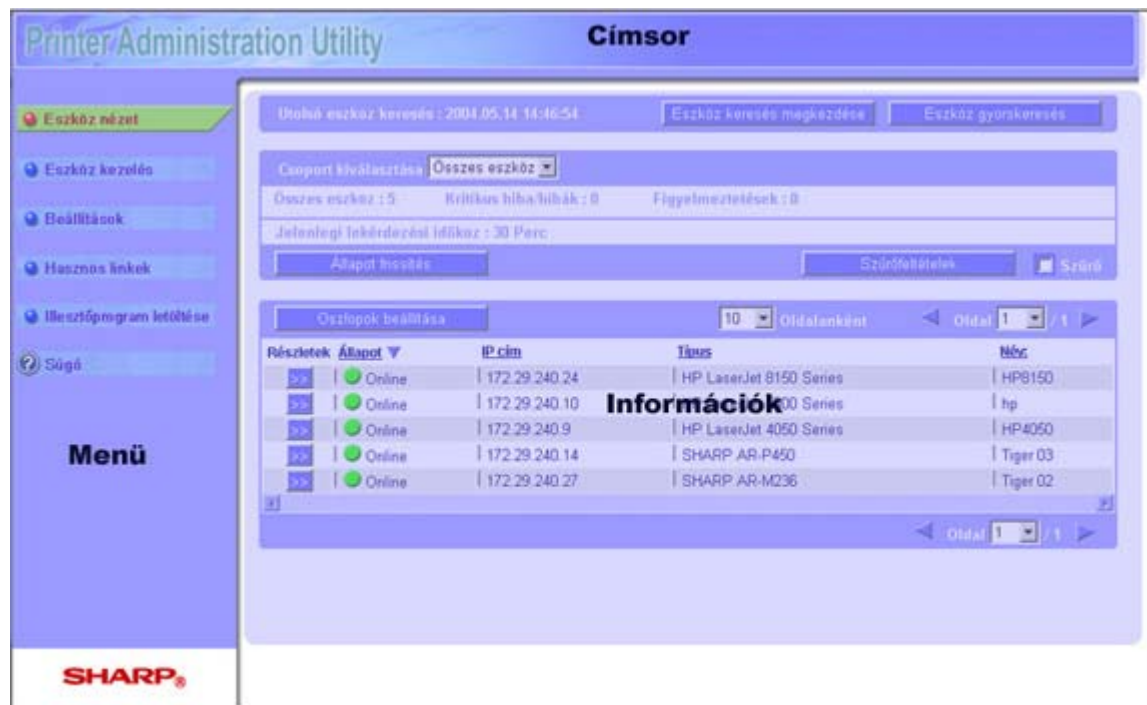 Printer Administration Utility
Címsor
Eszköz nézet
Eszköz kezelés
Beállítások
Hasznos linkek
Illesztőprogram letöltése
Súgó
Menü
SHARP®
Utolsó eszköz keresés : 2004.05.14 14:46:54 Eszköz keresés megkezdése Eszköz gyorskeresés
Csoport kiválasztása Összes eszköz
Összes eszköz : 5 Kritikus hiba/hibák : 0 Figyelmeztetések : 0
Jelenlegi lekérdezési időköz : 30 Perc
Állapot frissítés Szűrőfeltételek Szűrő
Oszlopok beállítása 10 Oldalanként Oldal 1 / 1
Részletek Állapot IP cím Típus Név:
>> Online 172.29.240.24 HP LaserJet 8150 Series HP8150
>> Online 172.29.240.10 Információk 00 Series hp
>> Online 172.29.240.9 HP LaserJet 4050 Series HP4050
>> Online 172.29.240.14 SHARP AR-P450 Tiger 03
>> Online 172.29.240.27 SHARP AR-M236 Tiger 02
Oldal 1 / 1